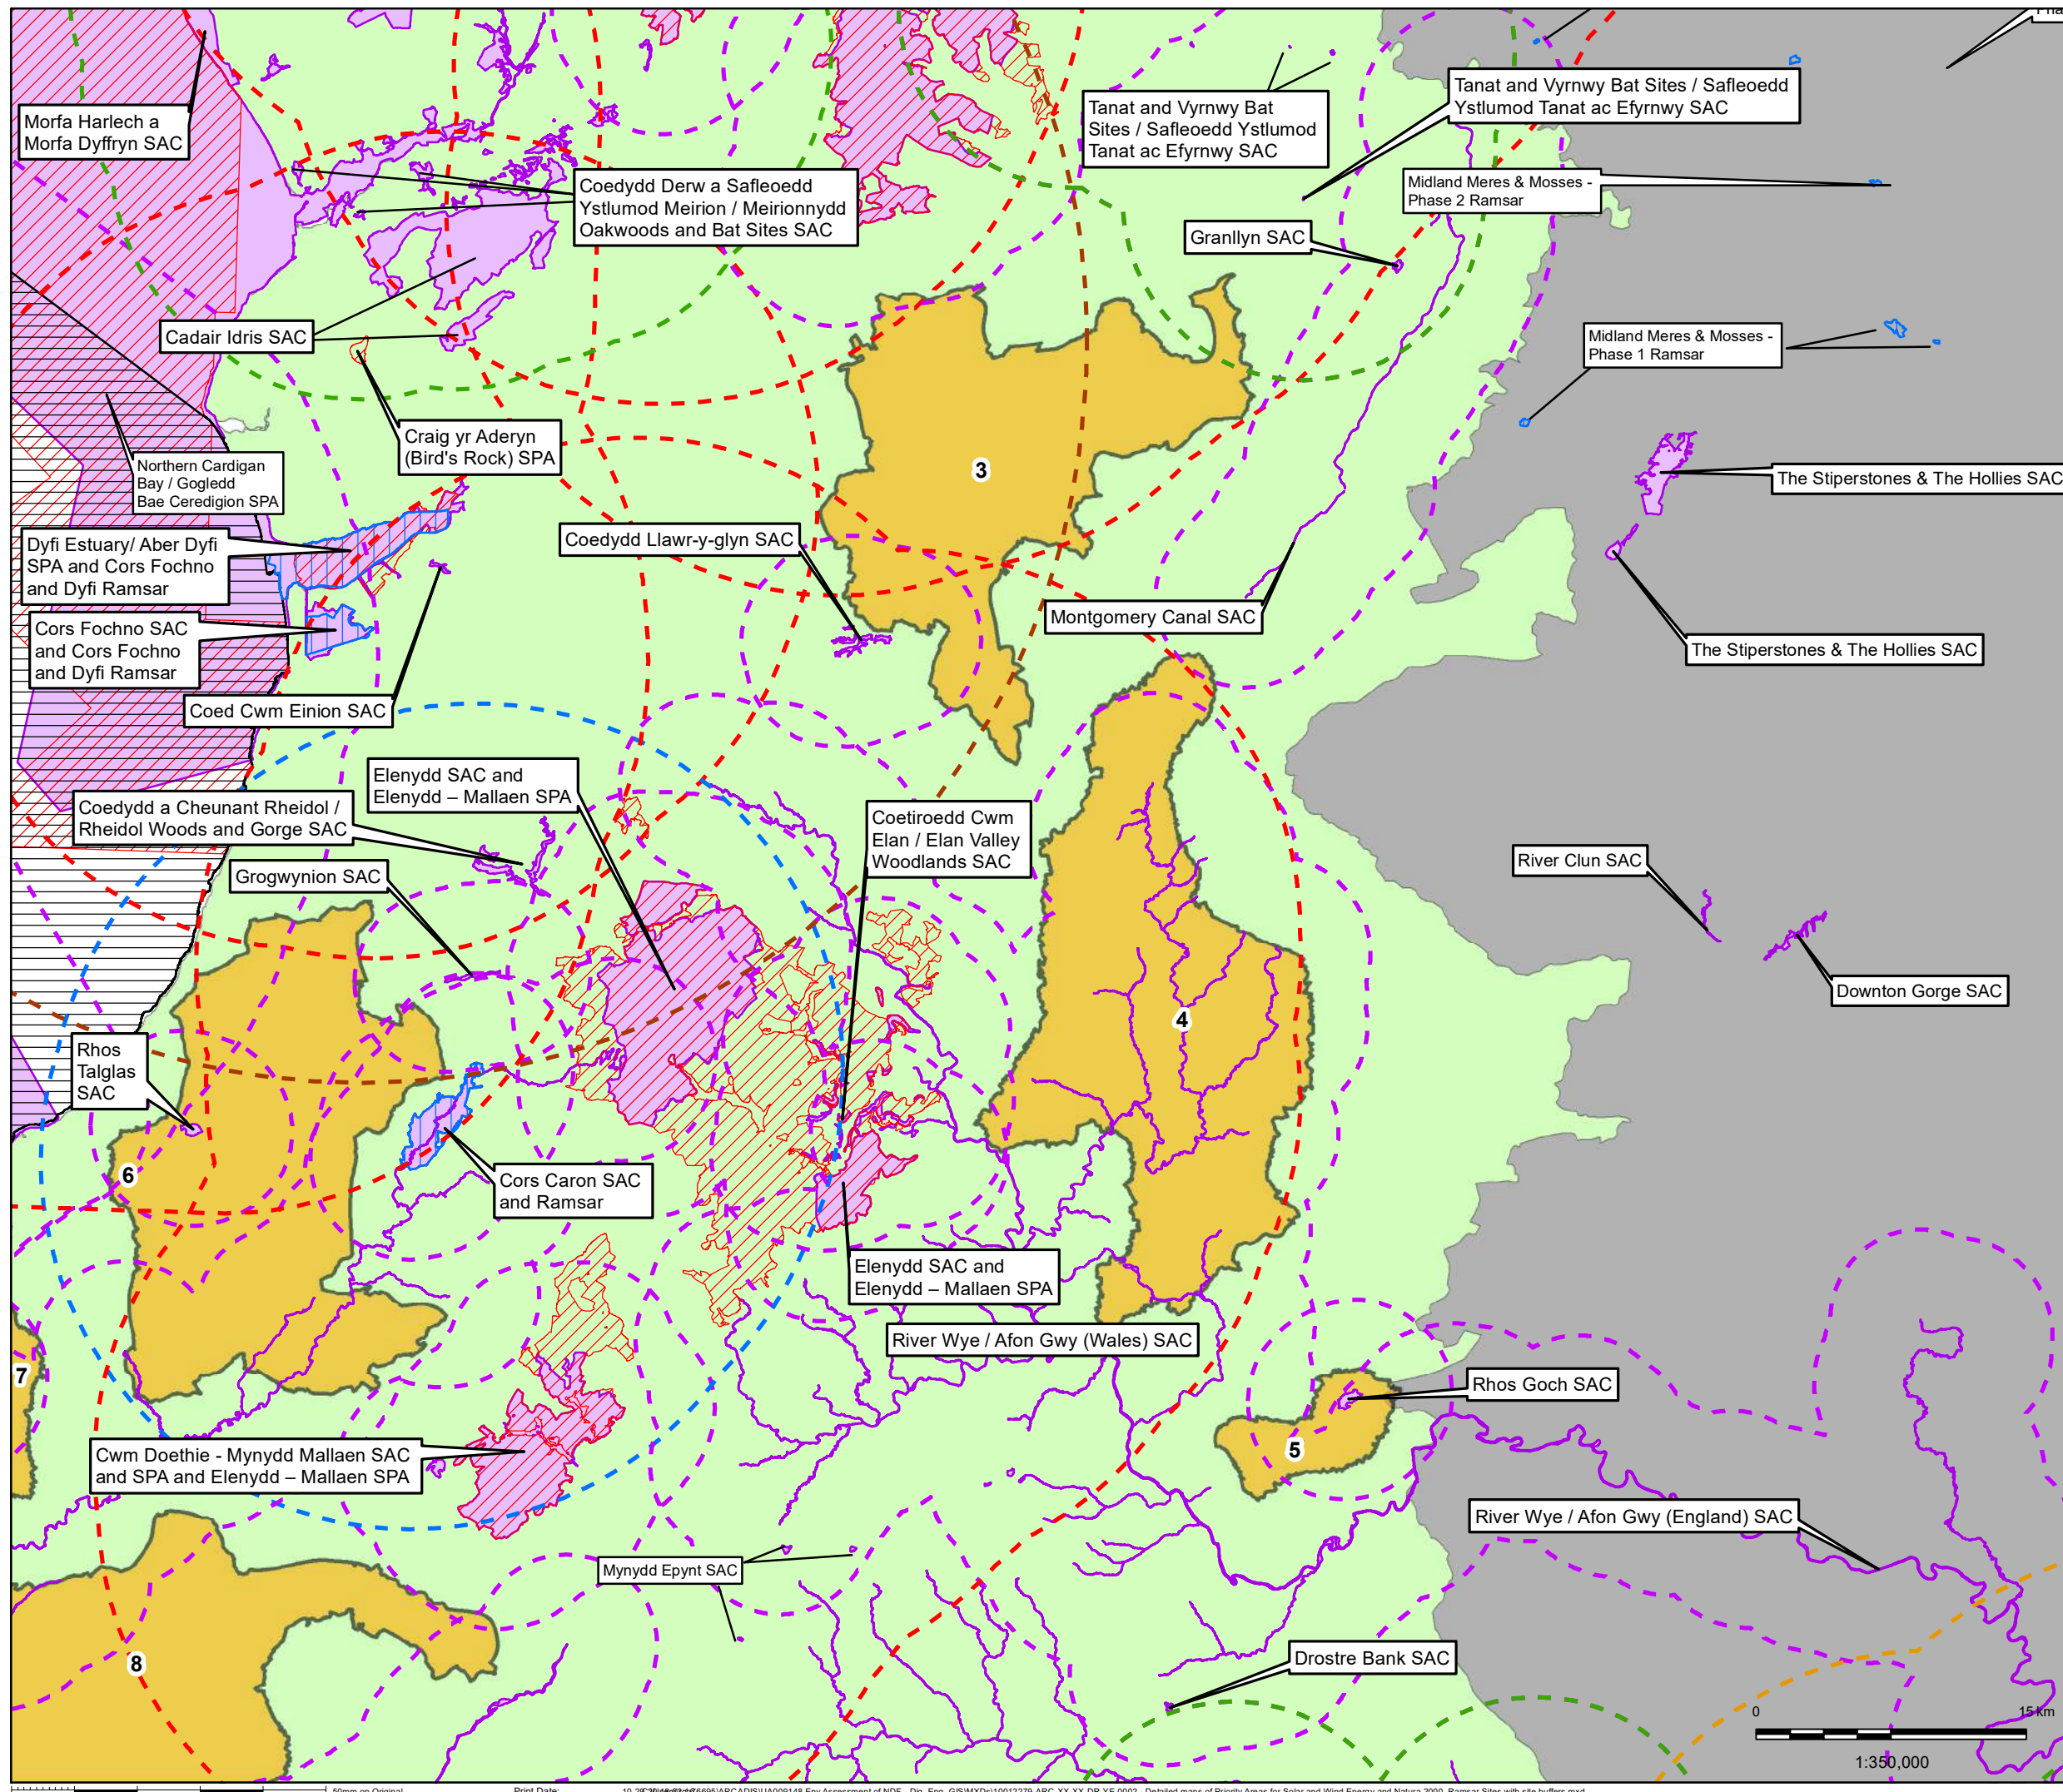 Morfa Harlech a
Morfa Dyffryn SAC
Tanat and Vyrnwy Bat
Sites / Safleoedd Ystlumod
Tanat ac Efyrnwy SAC
Tanat and Vyrnwy Bat Sites / Safleoedd
Ystlumod Tanat ac Efyrnwy SAC
Coedydd Derw a Safleoedd
Ystlumod Meirion / Meirionnydd
Oakwoods and Bat Sites SAC
Midland Meres & Mosses -
Phase 2 Ramsar
Granllyn SAC
Cadair Idris SAC
Midland Meres & Mosses -
Phase 1 Ramsar
Craig yr Aderyn
(Bird's Rock) SPA
Northern Cardigan
Bay / Gogledd
Bae Ceredigion SPA
3
The Stiperstones & The Hollies SAC
Dyfi Estuary/ Aber Dyfi
SPA and Cors Fochno
and Dyfi Ramsar
Coedydd Llawr-y-glyn SAC
Montgomery Canal SAC
Cors Fochno SAC
and Cors Fochno
and Dyfi Ramsar
The Stiperstones & The Hollies SAC
Coed Cwm Einion SAC
Elenydd SAC and
Elenydd – Mallaen SPA
Coedydd a Cheunant Rheidol /
Rheidol Woods and Gorge SAC
Coetiroedd Cwm
Elan / Elan Valley
Woodlands SAC
Grogwynion SAC
River Clun SAC
Downton Gorge SAC
4
Rhos
Talglas
SAC
6
Cors Caron SAC
and Ramsar
Elenydd SAC and
Elenydd – Mallaen SPA
River Wye / Afon Gwy (Wales) SAC
7
Rhos Goch SAC
5
Cwm Doethie - Mynydd Mallaen SAC
and SPA and Elenydd – Mallaen SPA
River Wye / Afon Gwy (England) SAC
Mynydd Epynt SAC
8
Drostre Bank SAC
0 15 km
1:350,000
50mm on Original
Print Date: